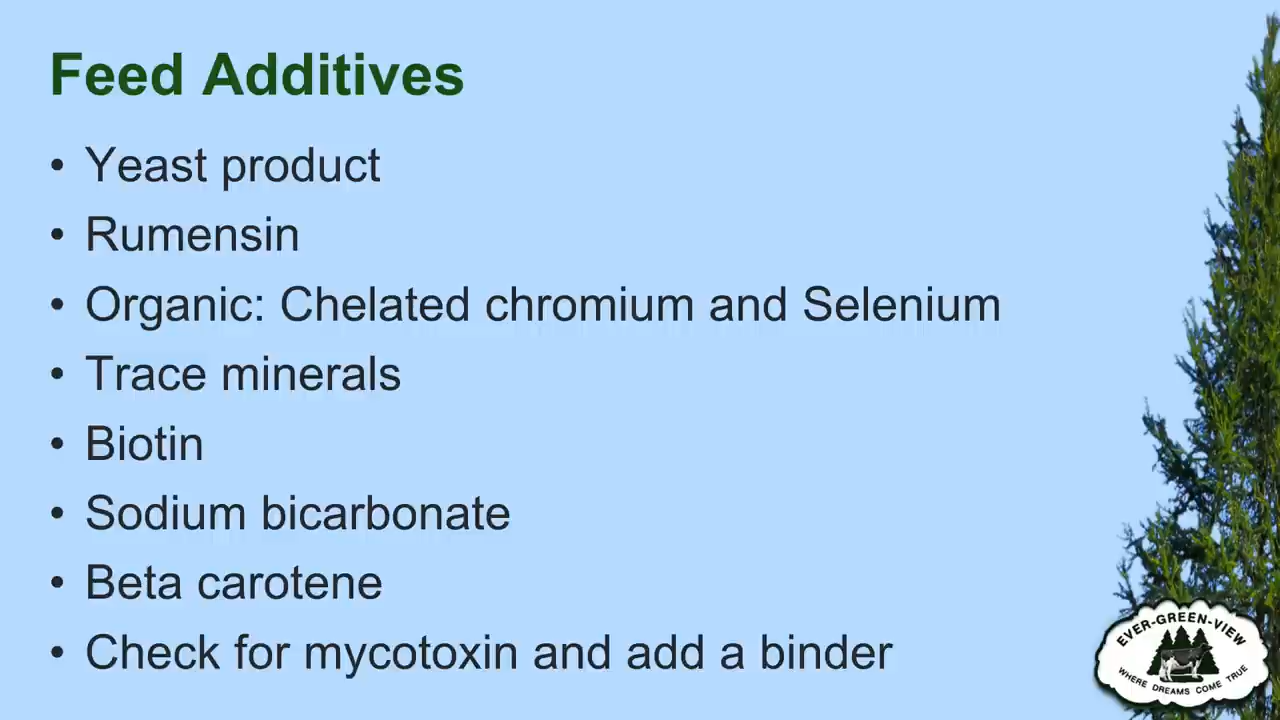 Feed Additives
• Yeast product
• Rumensin
• Organic: Chelated chromium and Selenium
• Trace minerals
• Biotin
• Sodium bicarbonate
• Beta carotene
• Check for mycotoxin and add a binder
EVER-GREEN-VIEW
WHERE DREAMS COME TRUE